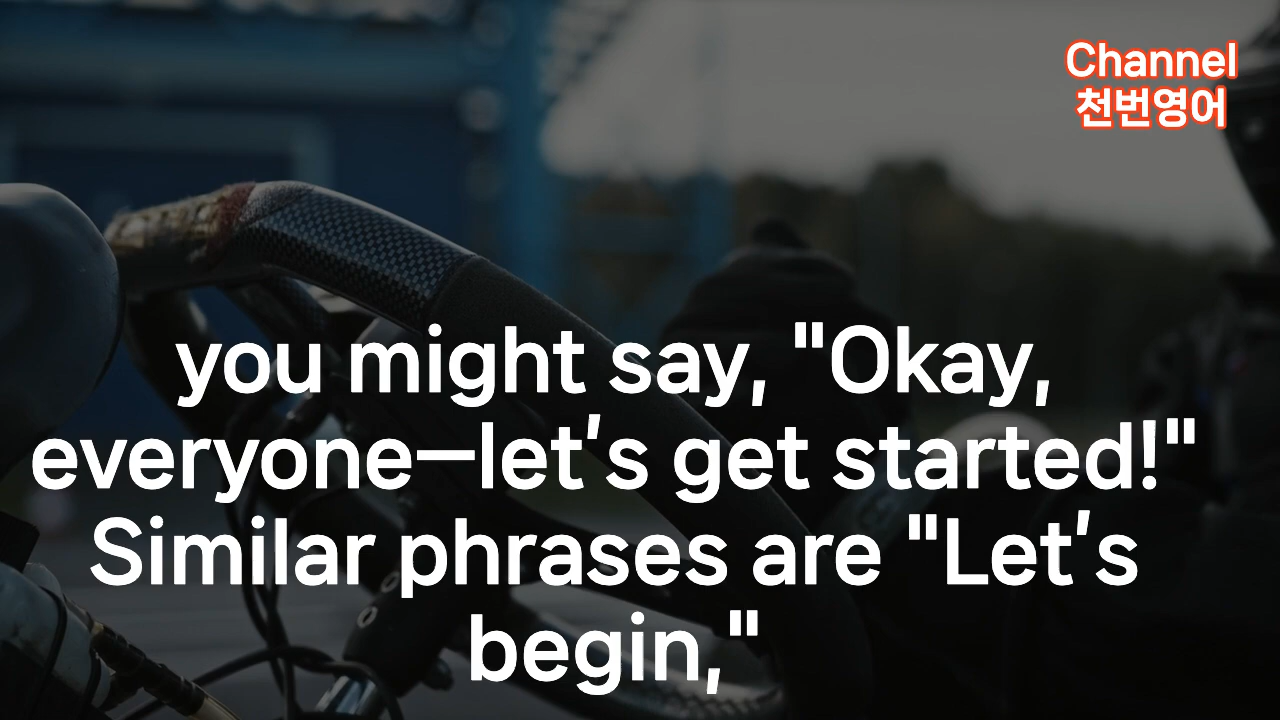 Channel
천번영어
you might say, "Okay,
everyone—let's get started!"
Similar phrases are "Let's
begin,"